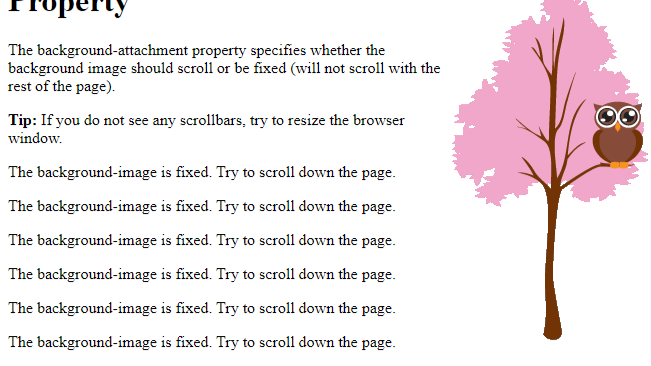 Property
The background-attachment property specifies whether the
background image should scroll or be fixed (will not scroll with the
rest of the page).
Tip: If you do not see any scrollbars, try to resize the browser
window.
The background-image is fixed. Try to scroll down the page.
The background-image is fixed. Try to scroll down the page.
The background-image is fixed. Try to scroll down the page.
The background-image is fixed. Try to scroll down the page.
The background-image is fixed. Try to scroll down the page.
The background-image is fixed. Try to scroll down the page.